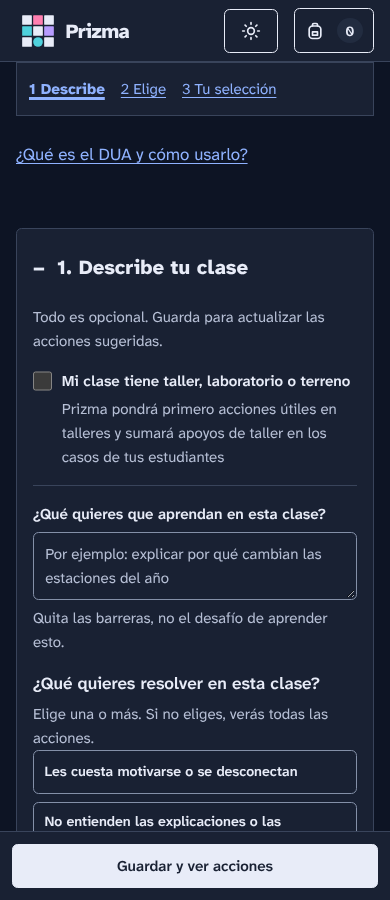 Prizma
0
1 Describe 2 Elige 3 Tu selección
¿Qué es el DUA y cómo usarlo?
– 1. Describe tu clase
Todo es opcional. Guarda para actualizar las
acciones sugeridas.
Mi clase tiene taller, laboratorio o terreno
Prizma pondrá primero acciones útiles en
talleres y sumará apoyos de taller en los
casos de tus estudiantes
¿Qué quieres que aprendan en esta clase?
Por ejemplo: explicar por qué cambian las
estaciones del año
Quita las barreras, no el desafío de aprender
esto.
¿Qué quieres resolver en esta clase?
Elige una o más. Si no eliges, verás todas las
acciones.
Les cuesta motivarse o se desconectan
No entienden las explicaciones o las
Guardar y ver acciones